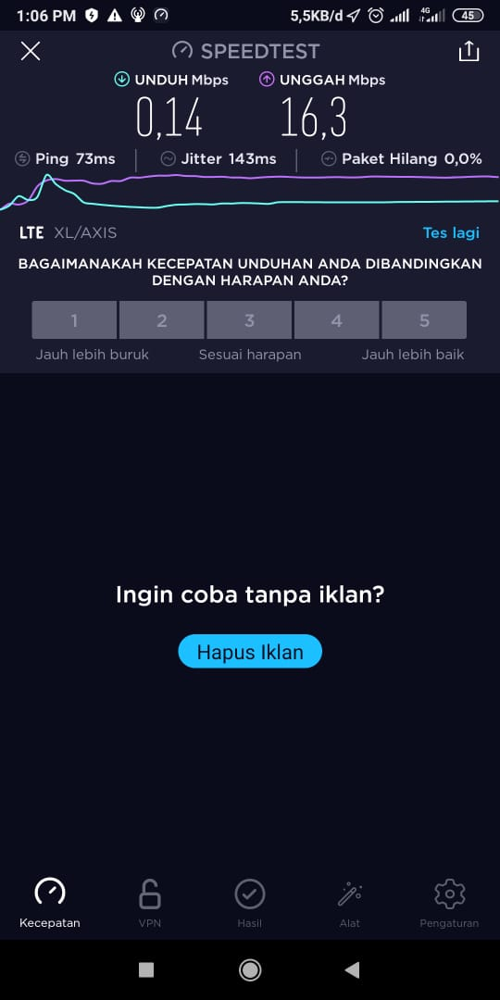 1:06 PM 5,5KB/d 4G 45
SPEEDTEST
UNDUH Mbps UNGGAH Mbps
0,14 16,3
Ping 73ms Jitter 143ms Paket Hilang 0,0%
LTE XL/AXIS Tes lagi
BAGAIMANAKAH KECEPATAN UNDUHAN ANDA DIBANDINGKAN
DENGAN HARAPAN ANDA?
1 2 3 4 5
Jauh lebih buruk Sesuai harapan Jauh lebih baik
Ingin coba tanpa iklan?
Hapus Iklan
Kecepatan VPN Hasil Alat Pengaturan